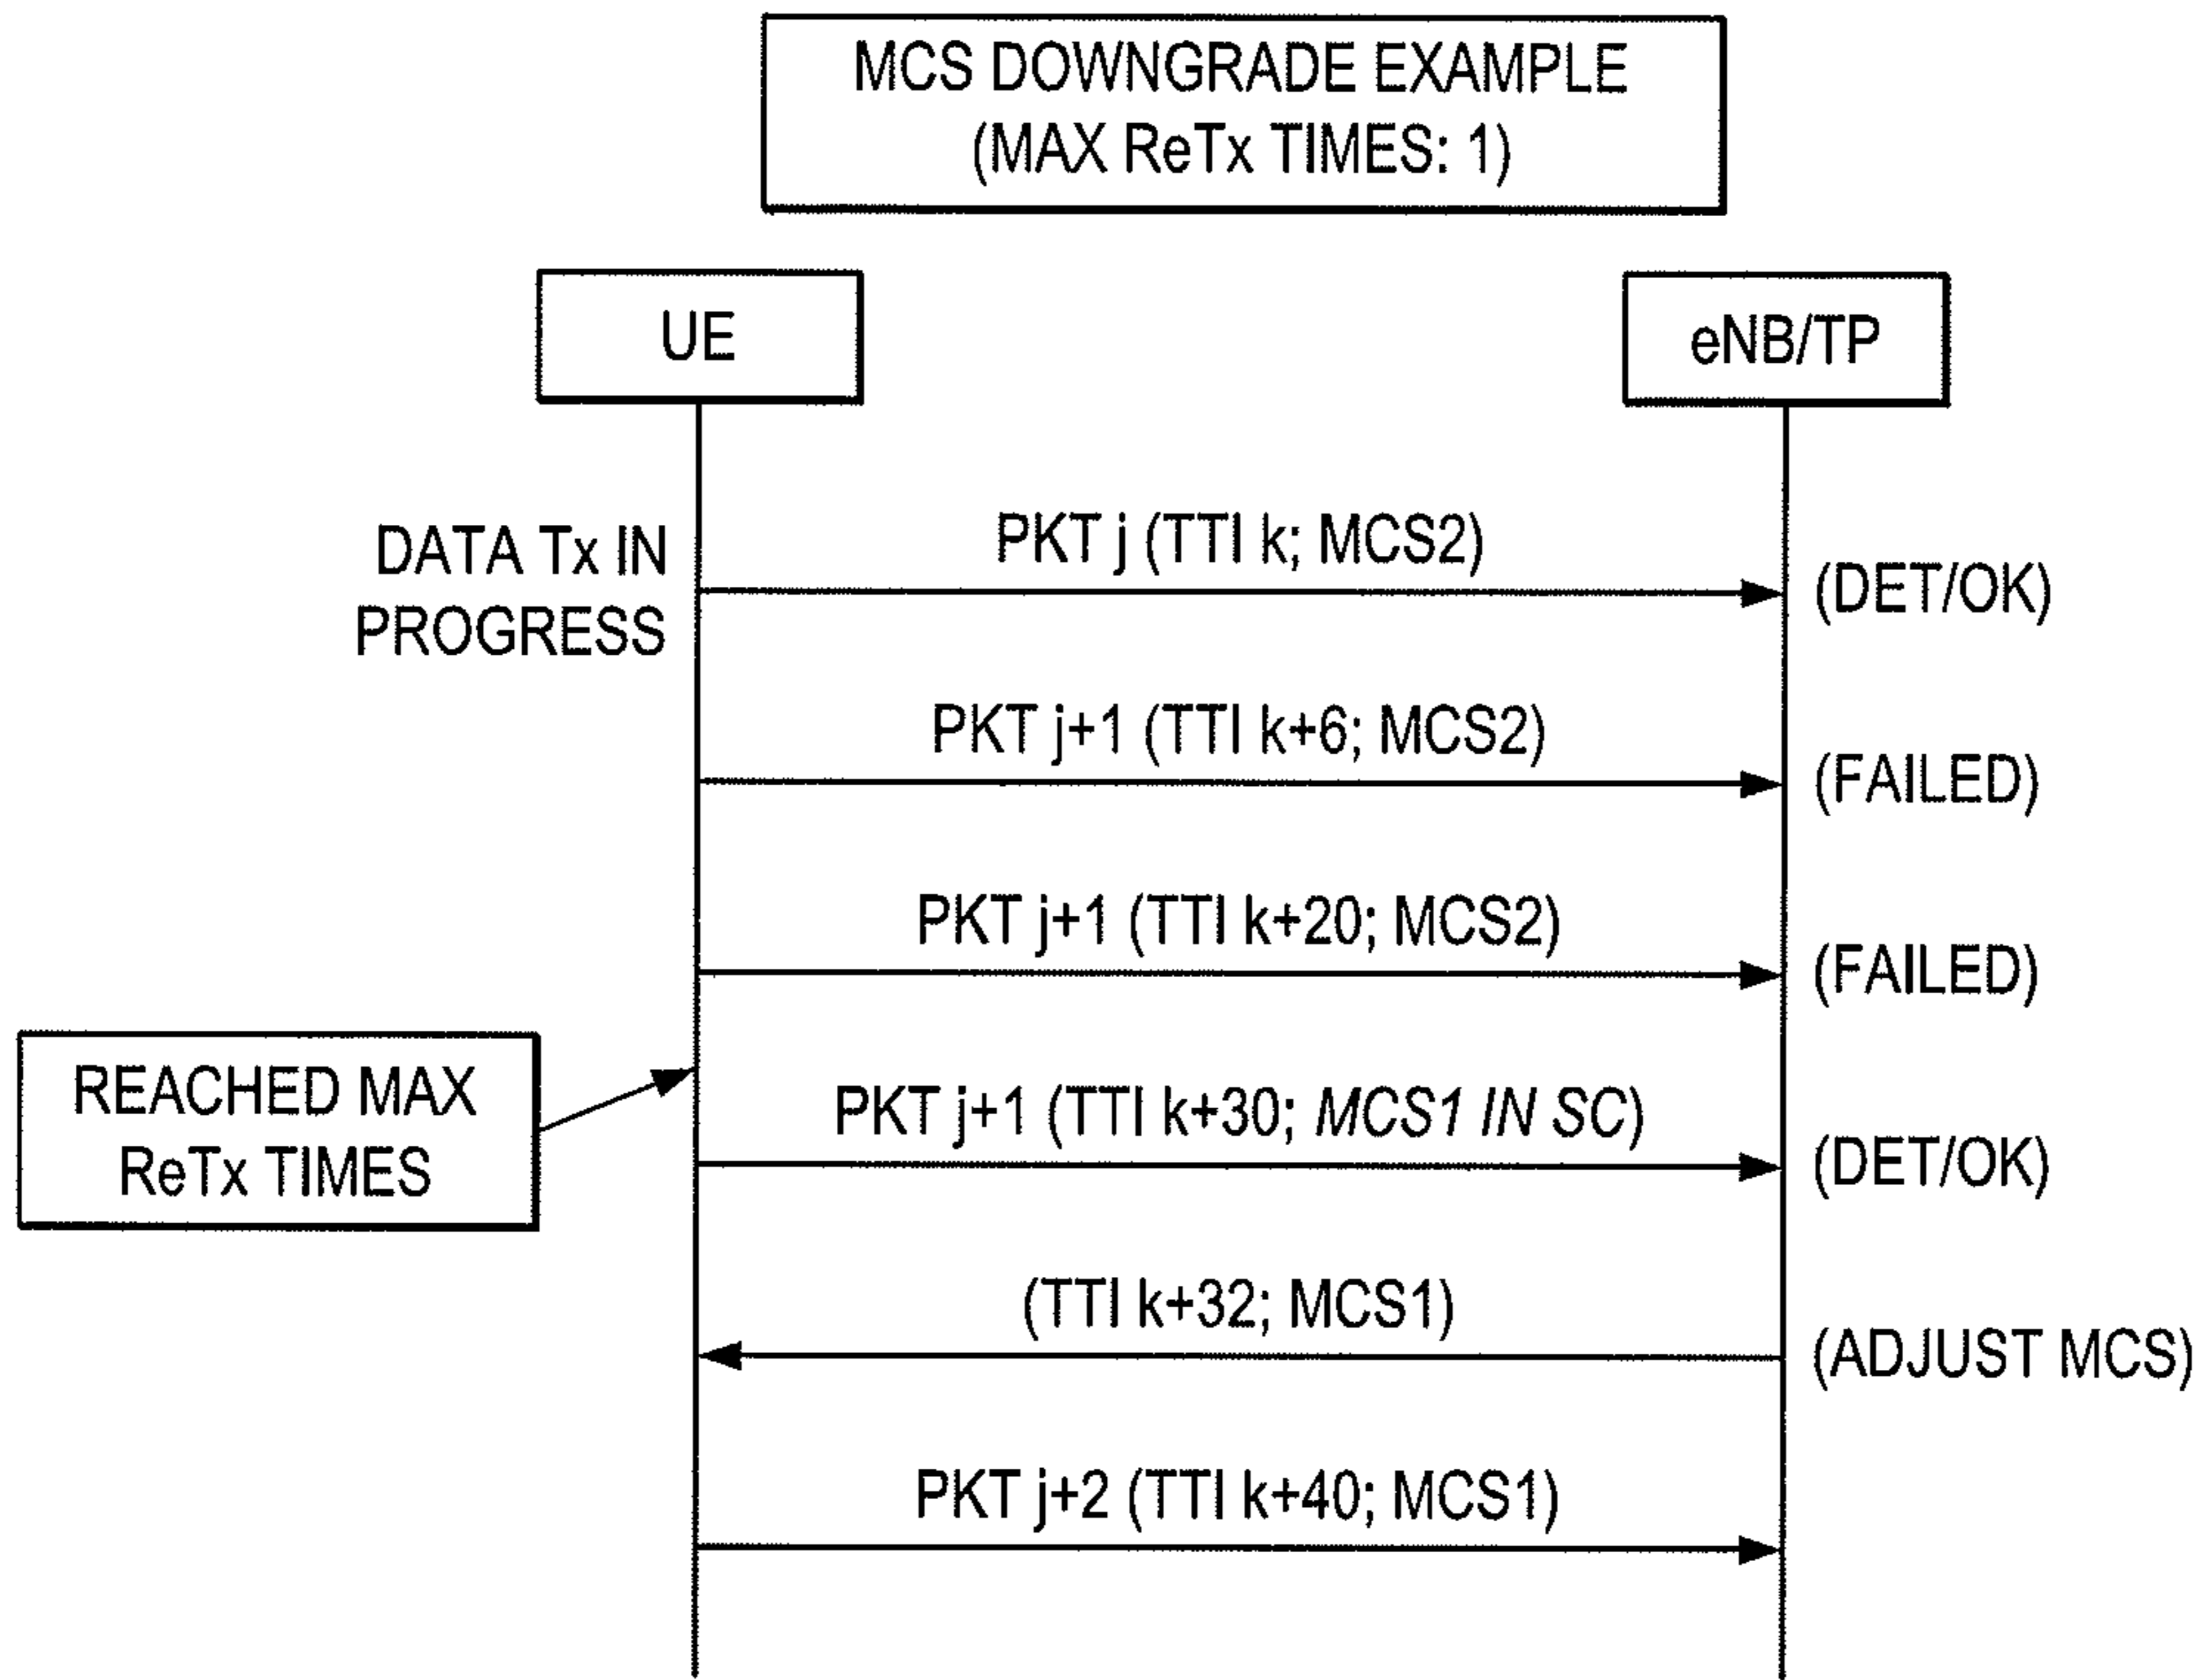 MCS DOWNGRADE EXAMPLE
(MAX ReTx TIMES: 1)
UE
eNB/TP
DATA Tx IN
PROGRESS
PKT j (TTI k; MCS2)
(DET/OK)
PKT j+1 (TTI k+6; MCS2)
(FAILED)
PKT j+1 (TTI k+20; MCS2)
(FAILED)
REACHED MAX
ReTx TIMES
PKT j+1 (TTI k+30; MCS1 IN SC)
(DET/OK)
(TTI k+32; MCS1)
(ADJUST MCS)
PKT j+2 (TTI k+40; MCS1)